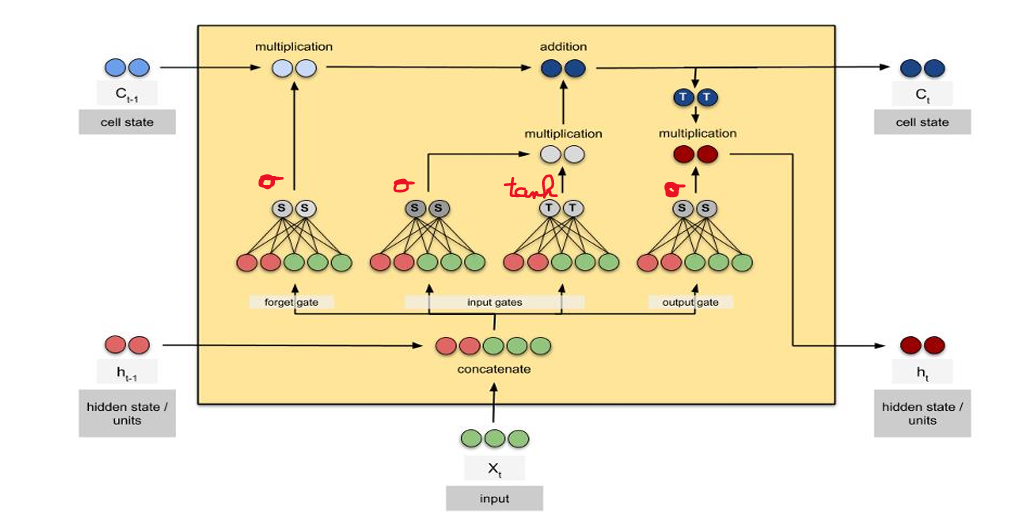 multiplication
addition
C t-1
cell state
T T
C t
cell state
multiplication
multiplication
σ
σ
tanh
σ
S S
S S
T T
S S
forget gate
input gates
output gate
h t-1
hidden state /
units
concatenate
h t
hidden state /
units
X t
input